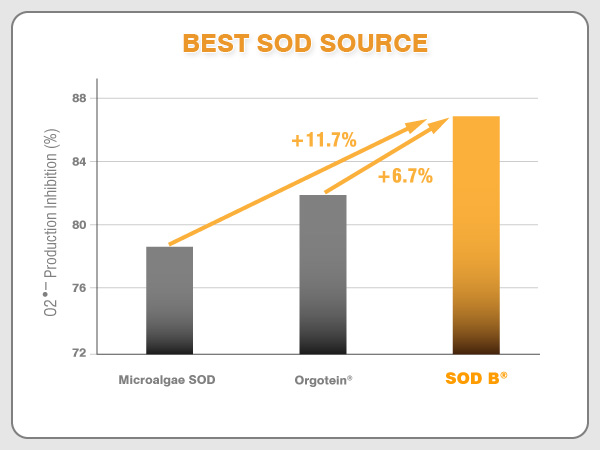 BEST SOD SOURCE
O2•− Production Inhibition (%)
88
84
80
76
72
+11.7%
+6.7%
Microalgae SOD
Orgotein®
SOD B®